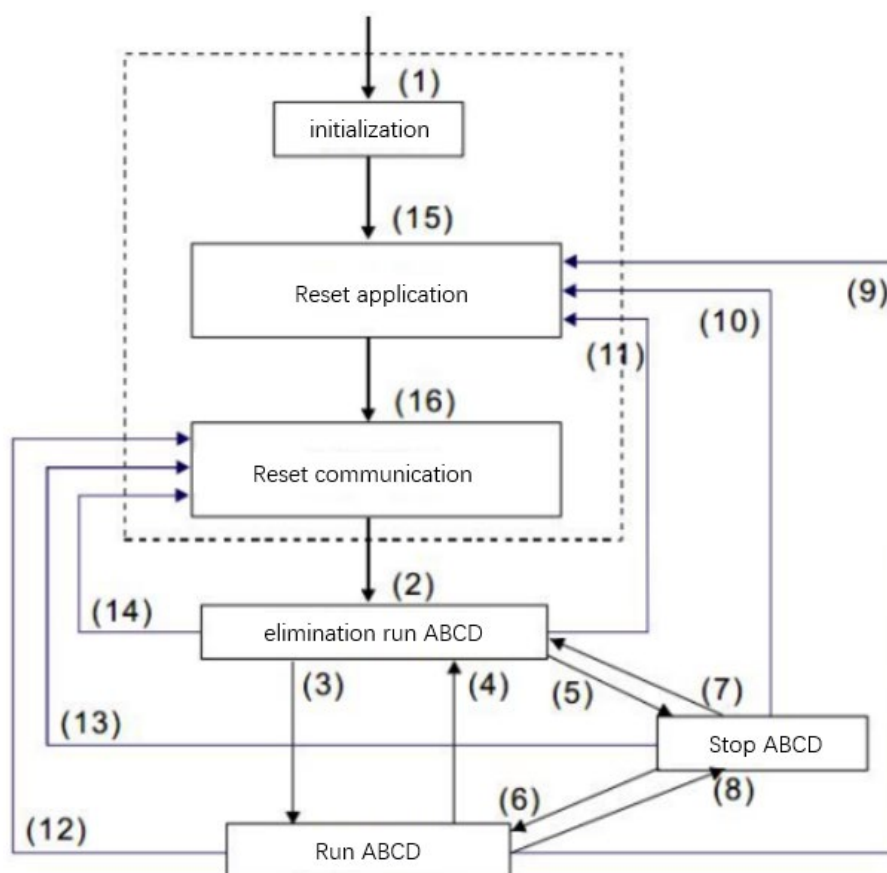 (1)
initialization
(15)
Reset application
(9)
(10)
(11)
(16)
Reset communication
(2)
(14)
elimination run ABCD
(3)
(4)
(5)
(7)
(13)
Stop ABCD
(6)
(8)
(12)
Run ABCD